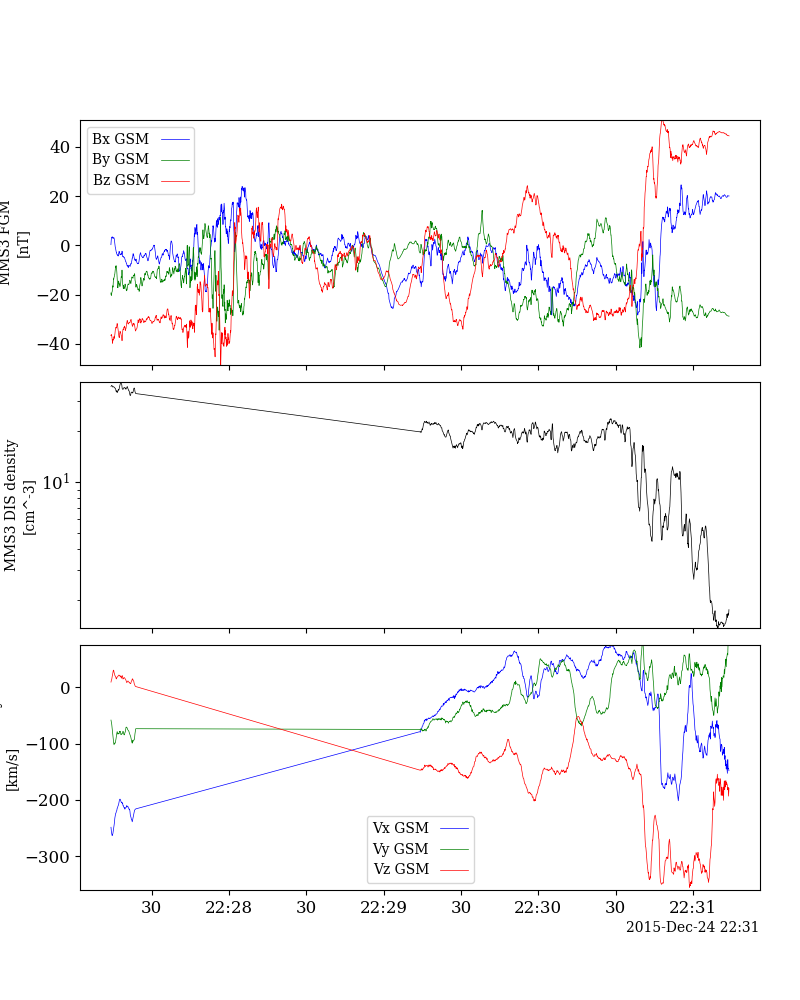 MMS3 FGM
[nT]
40
20
0
−20
−40
Bx GSM
By GSM
Bz GSM
MMS3 DIS density
[cm^-3]
10^1
[km/s]
0
−100
−200
−300
Vx GSM
Vy GSM
Vz GSM
30 22:28 30 22:29 30 22:30 30 22:31
2015-Dec-24 22:31